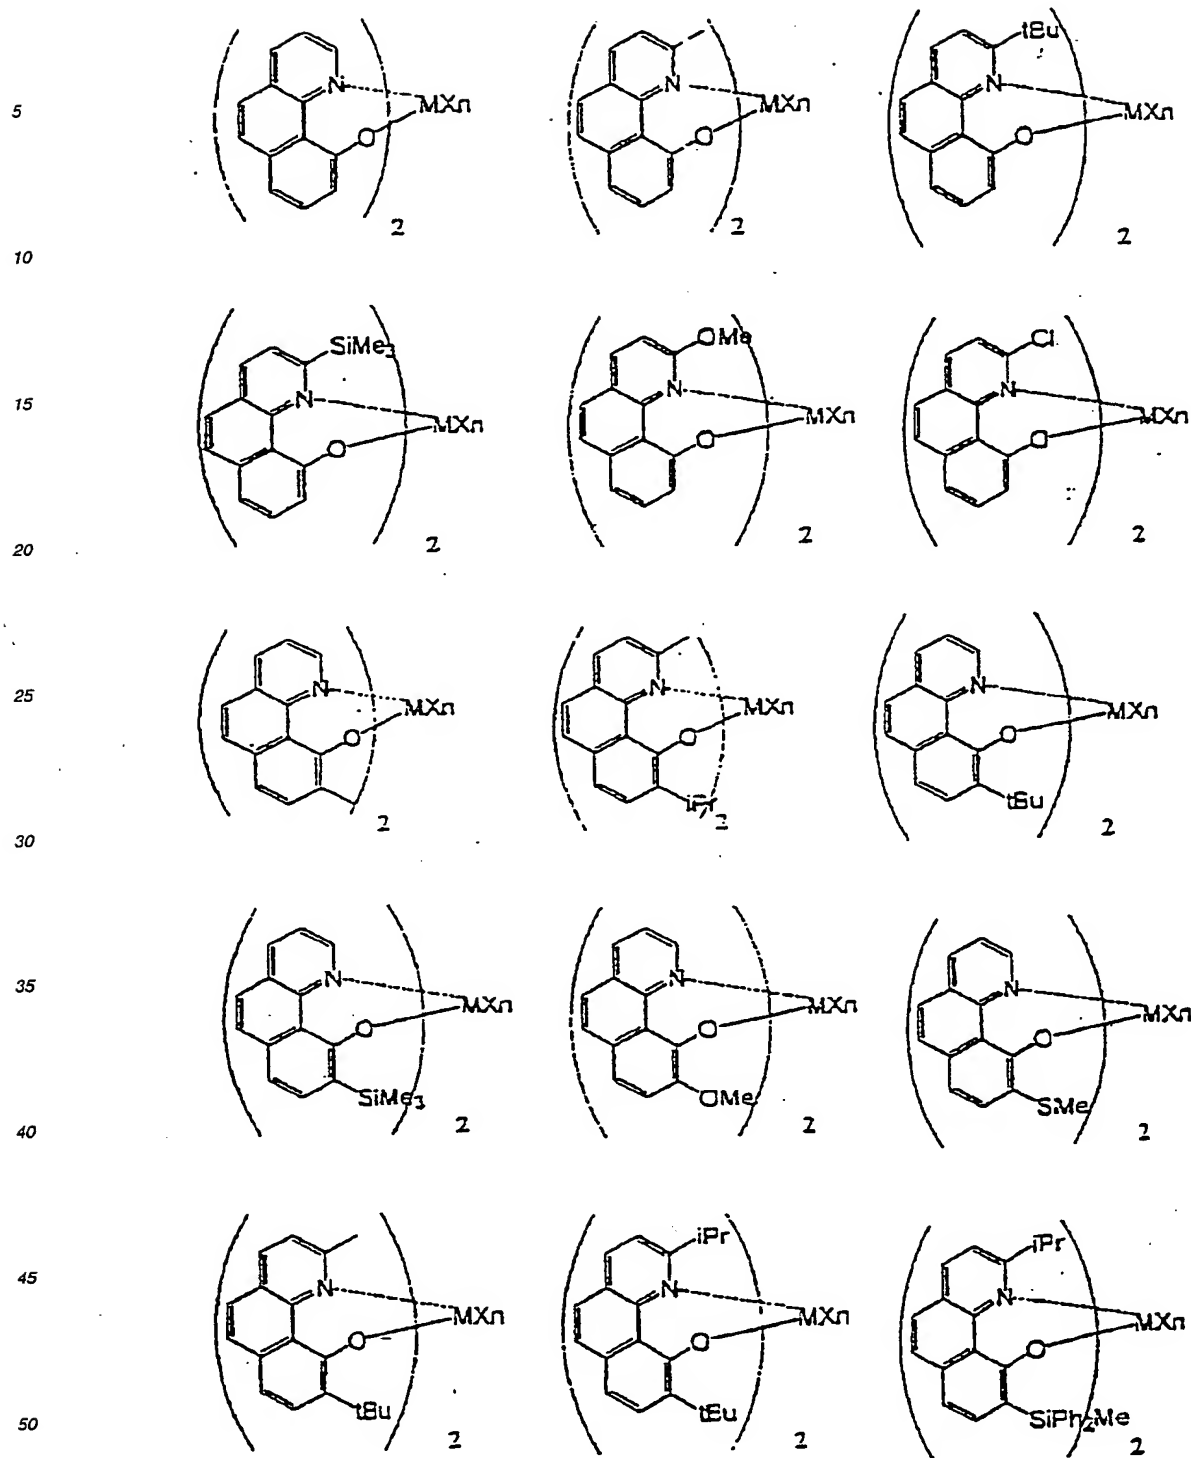 tBu
N N N
5 MXn MXn MXn
O O O
2 2 2
10
SiMe3 OMe Cl
N N N
15 MXn MXn MXn
O O O
2 2 2
20
N N N
25 MXn MXn MXn
O O O
iPr tBu
2 2 2
30
N N N
35 MXn MXn MXn
O O O
SiMe3 OMe SMe
2 2 2
40
iPr iPr
N N N
45 MXn MXn MXn
O O O
tBu tBu SiPh2Me
50 2 2 2